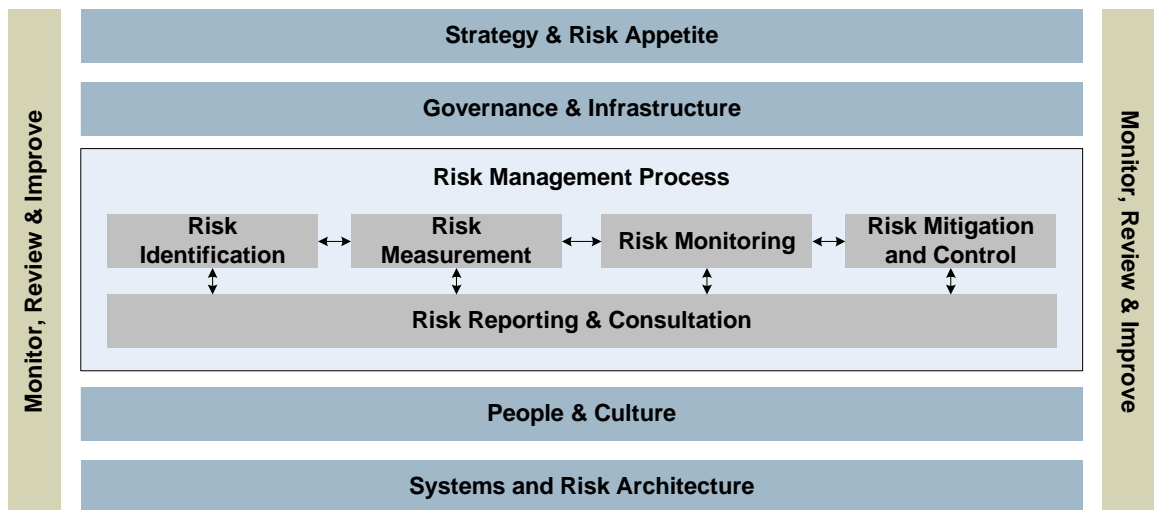 Monitor, Review & Improve
Strategy & Risk Appetite
Governance & Infrastructure
Risk Management Process
Risk
Identification
Risk
Measurement
Risk Monitoring
Risk Mitigation
and Control
Risk Reporting & Consultation
People & Culture
Systems and Risk Architecture
Monitor, Review & Improve